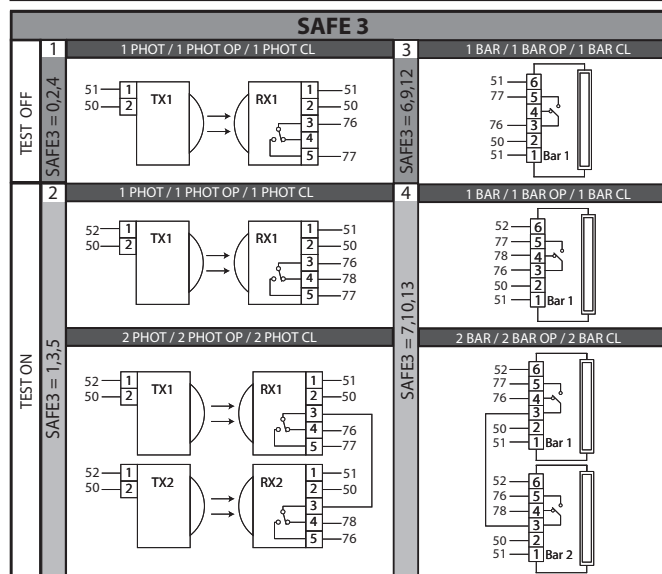 SAFE 3
TEST OFF
SAFE3 = 0,2,4
1
1 PHOT / 1 PHOT OP / 1 PHOT CL
51 1
50 2
TX1
RX1
1 51
2 50
3 76
4
5 77
SAFE3 = 6,9,12
3
1 BAR / 1 BAR OP / 1 BAR CL
51 6
77 5
4
76 3
50 2
51 1 Bar 1
TEST ON
SAFE3 = 1,3,5
2
1 PHOT / 1 PHOT OP / 1 PHOT CL
52 1
50 2
TX1
RX1
1 51
2 50
3 76
4 78
5 77
2 PHOT / 2 PHOT OP / 2 PHOT CL
52 1
50 2
TX1
RX1
1 51
2 50
3
4 76
5 77
52 1
50 2
TX2
RX2
1 51
2 50
3
4 78
5 76
SAFE3 = 7,10,13
4
1 BAR / 1 BAR OP / 1 BAR CL
52 6
77 5
78 4
76 3
50 2
51 1 Bar 1
2 BAR / 2 BAR OP / 2 BAR CL
52 6
77 5
76 4
3
50 2
51 1 Bar 1
52 6
76 5
78 4
3
50 2
51 1 Bar 2